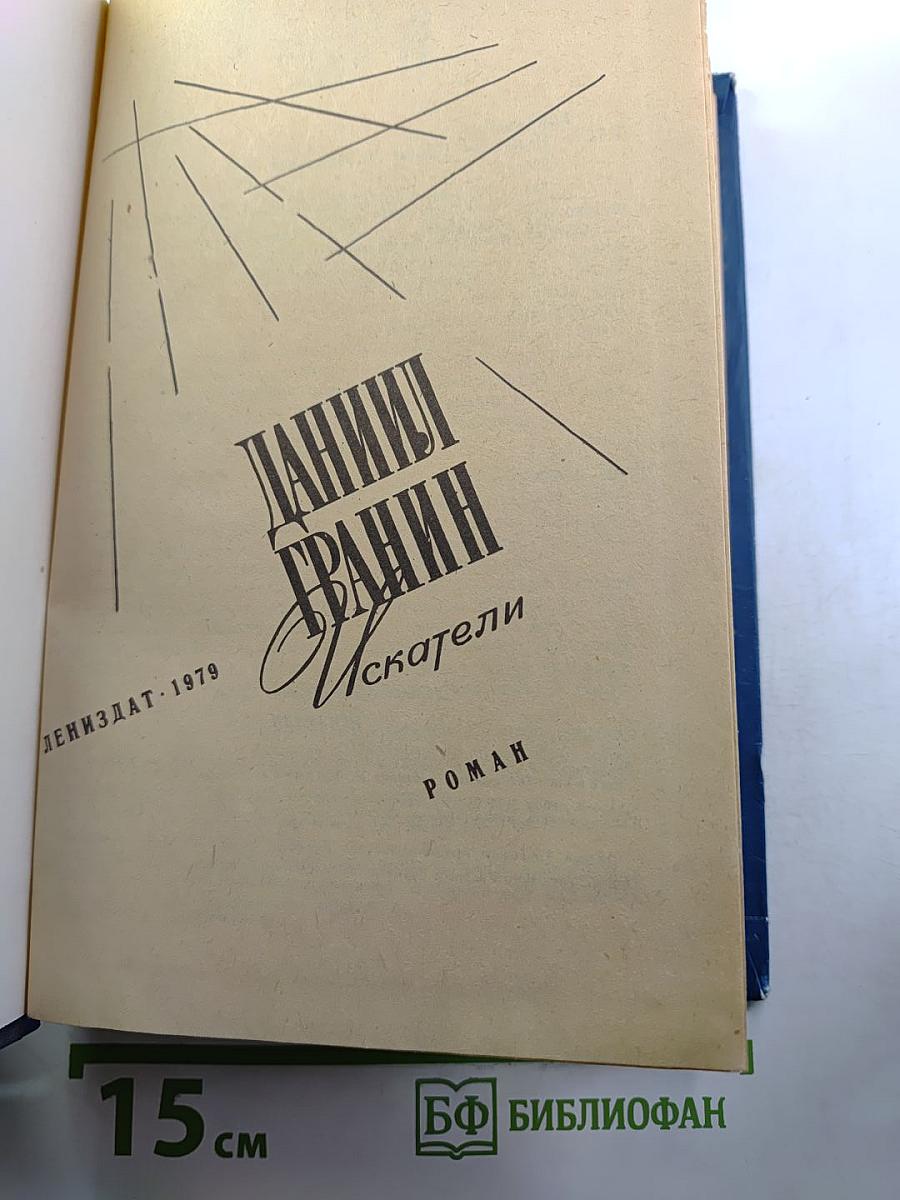 ДАНИИЛ
ГРАНИН
Искатели
ЛЕНИЗДАТ · 1979
РОМАН
15 см
БФ БИБЛИОФАН